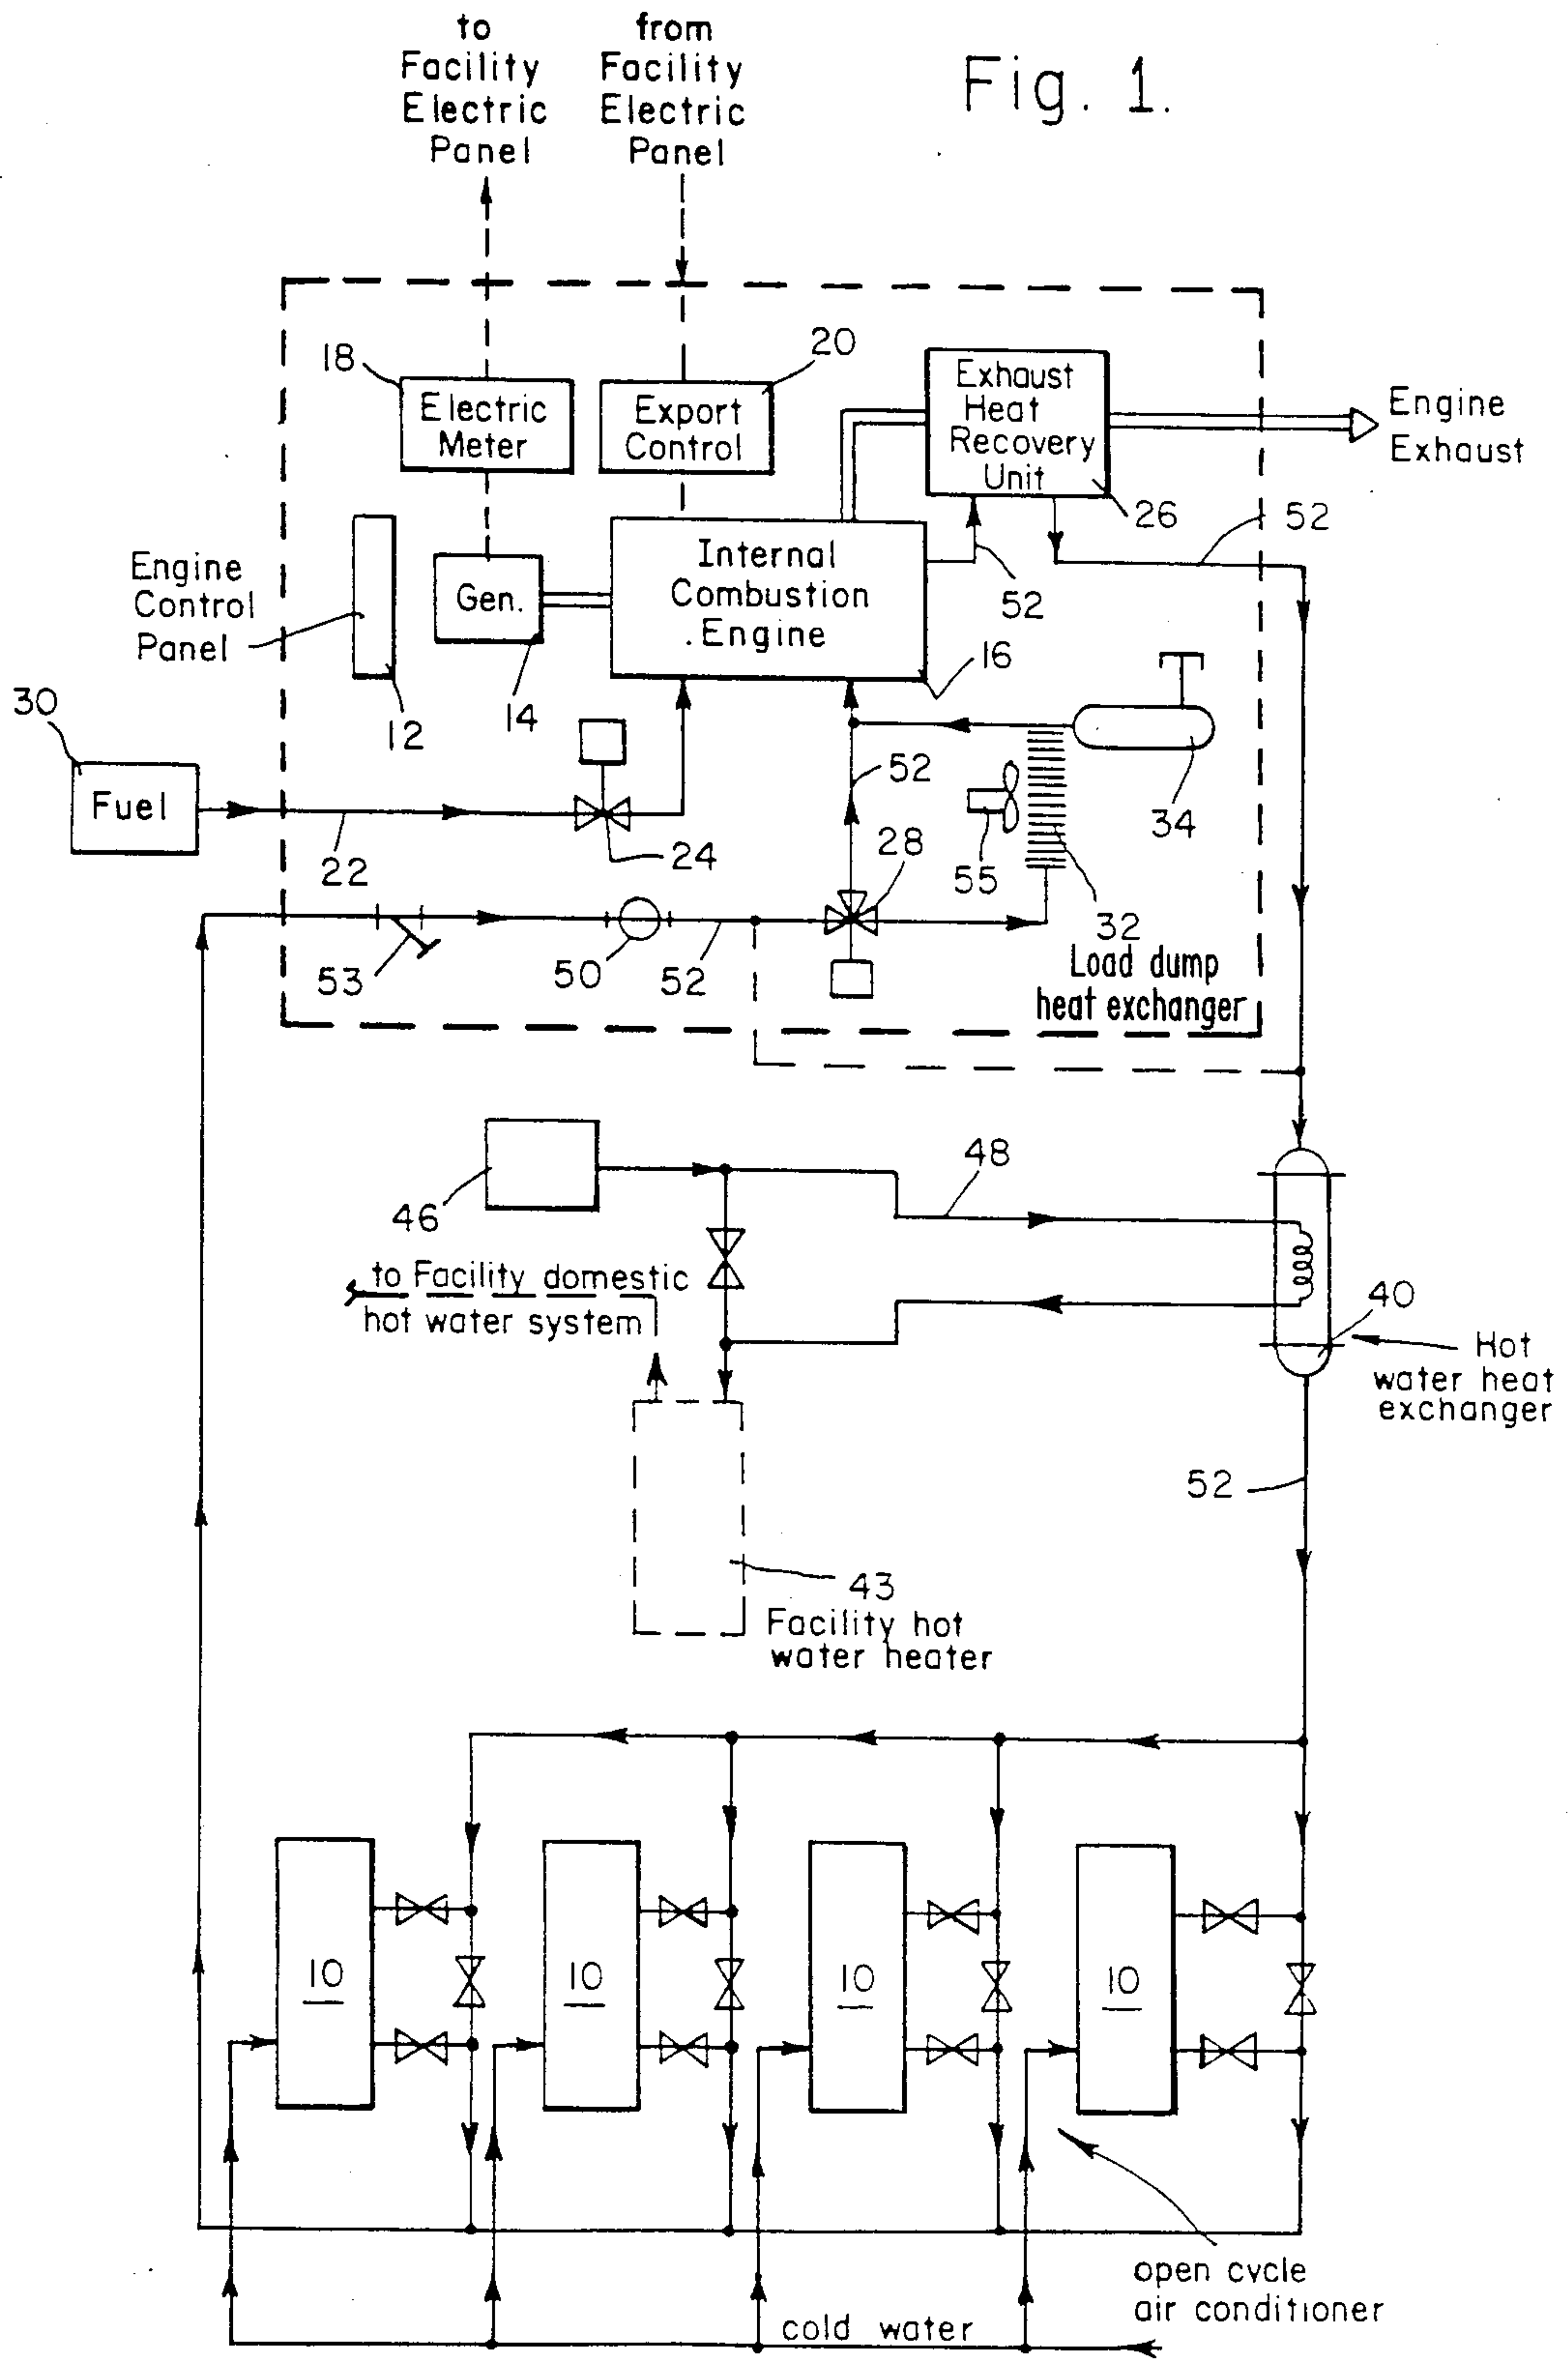 to
Facility
Electric
Panel
from
Facility
Electric
Panel
Fig. 1.
18
Electric
Meter
20
Export
Control
Exhaust
Heat
Recovery
Unit
Engine
Exhaust
26
52
Engine
Control
Panel
12
Gen.
14
Internal
Combustion
.Engine
52
16
30
Fuel
22
24
52
55
28
32
34
53
50
52
Load dump
heat exchanger
46
48
to Facility domestic
hot water system
40
Hot
water heat
exchanger
52
43
Facility hot
water heater
10
10
10
10
open cycle
air conditioner
cold water